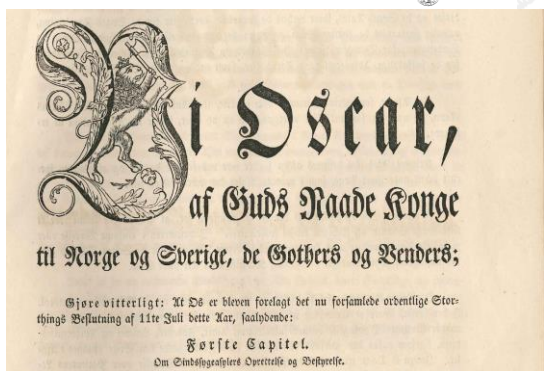 Vi Oscar,
af Guds Naade Konge
til Norge og Sverige, de Gothers og Venders;
Gjøre vitterligt: At Os er bleven forelagt det nu forsamlede ordentlige Stor-
things Beslutning af 11te Juli dette Aar, saalydende:
Første Capitel.
Om Sindssygeasylers Oprettelse og Bestyrelse.